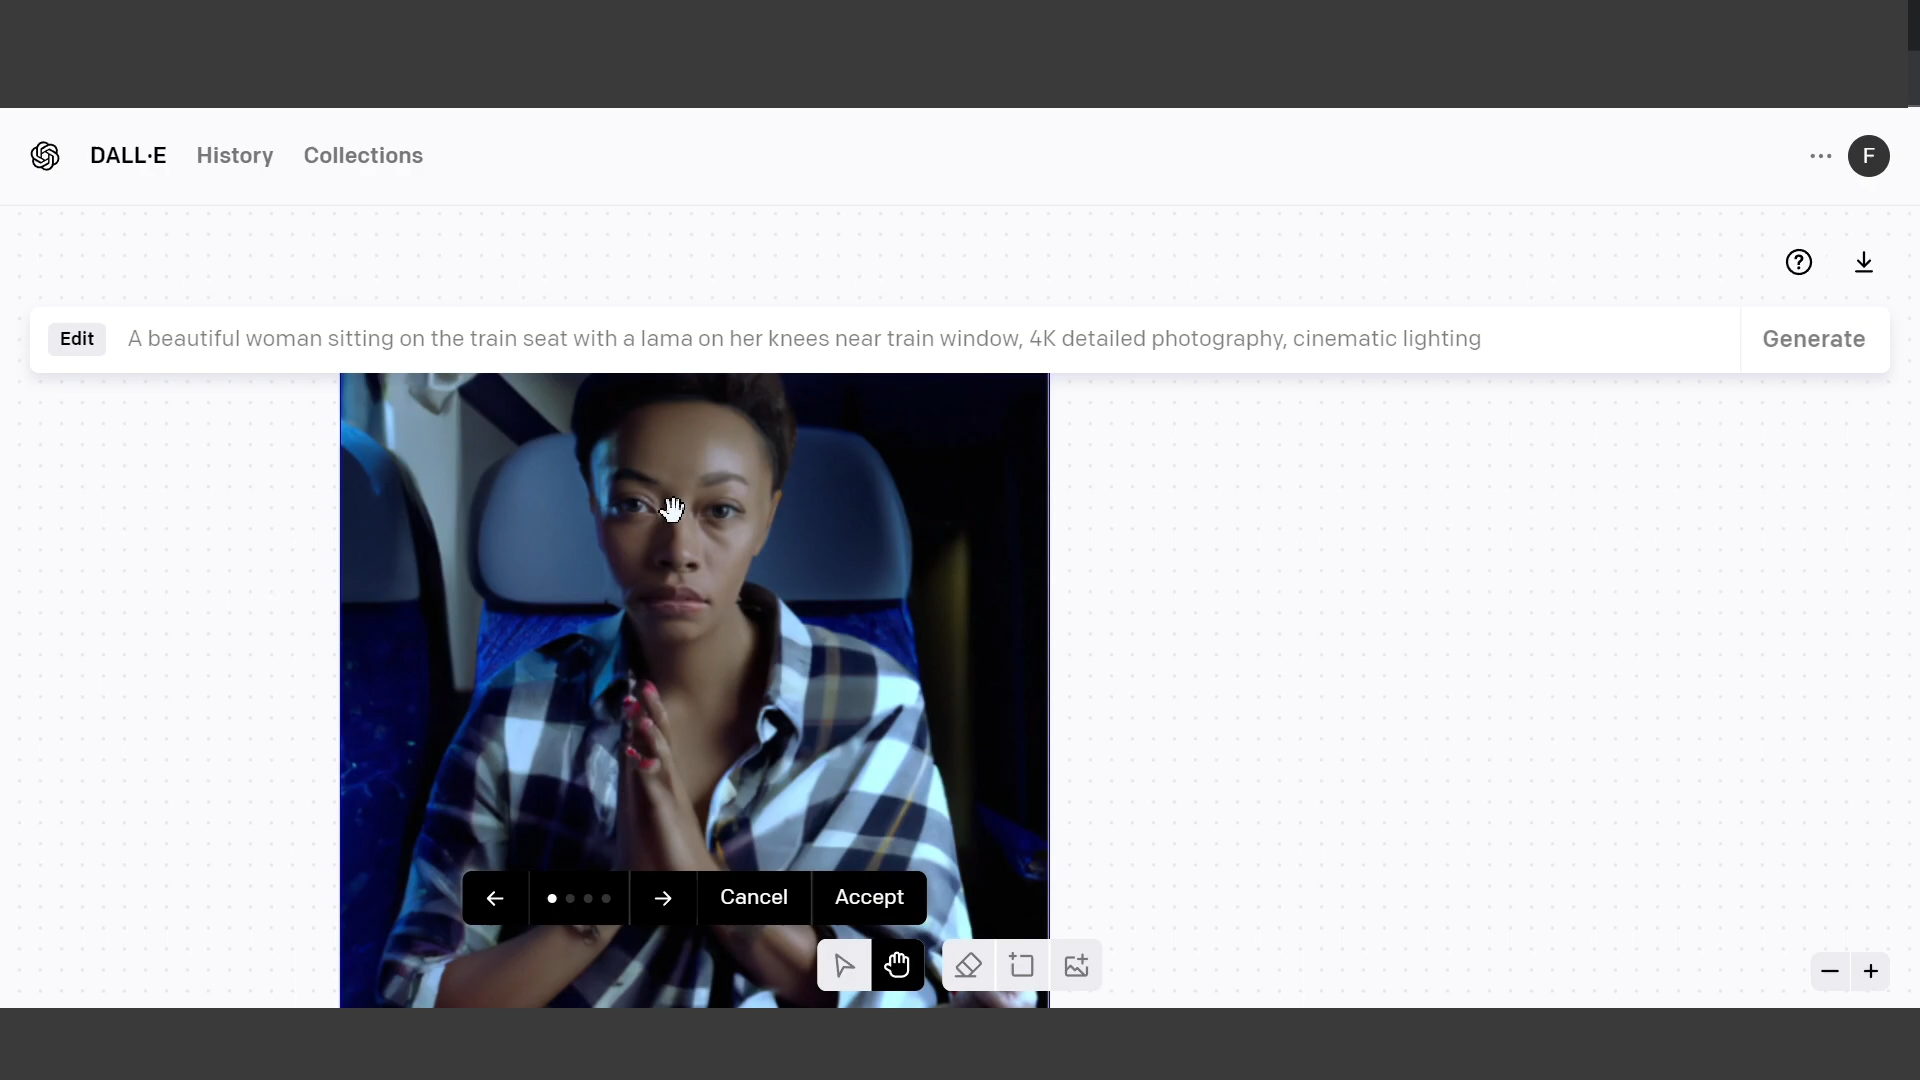 DALL·E History Collections
F
Edit A beautiful woman sitting on the train seat with a lama on her knees near train window, 4K detailed photography, cinematic lighting Generate
Cancel Accept